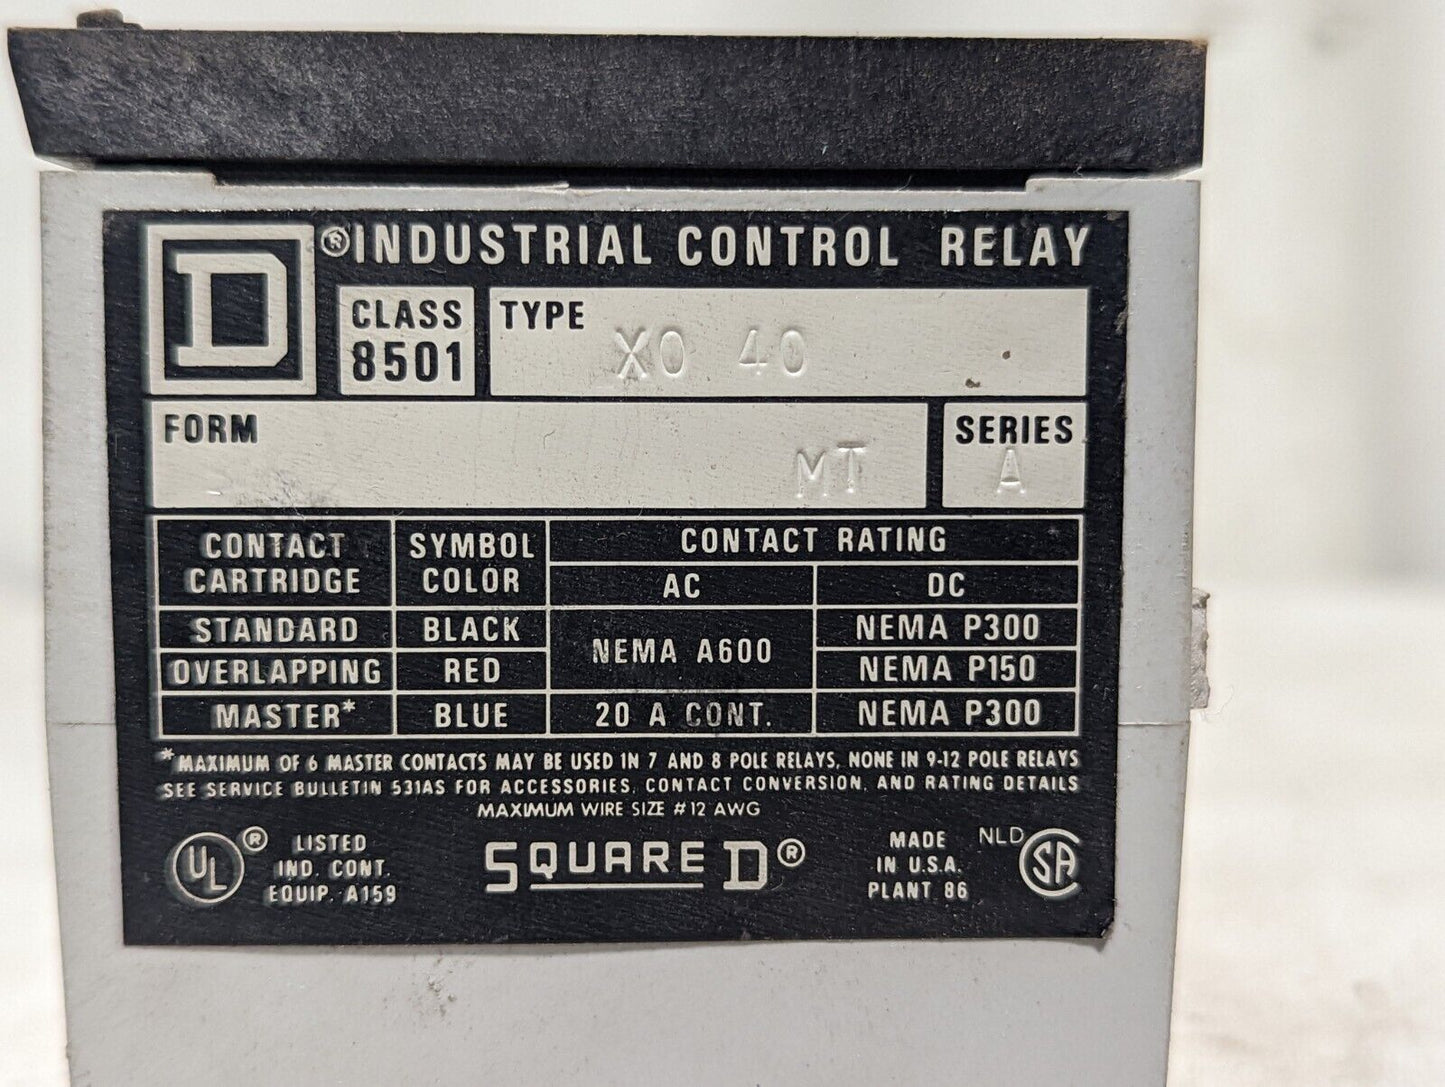 D ® INDUSTRIAL CONTROL RELAY
CLASS 8501
TYPE XO 40
FORM MT
SERIES A
CONTACT CARTRIDGE
SYMBOL COLOR
CONTACT RATING
AC DC
STANDARD BLACK NEMA A600 NEMA P300
OVERLAPPING RED NEMA P150
MASTER* BLUE 20 A CONT. NEMA P300
*MAXIMUM OF 6 MASTER CONTACTS MAY BE USED IN 7 AND 8 POLE RELAYS, NONE IN 9-12 POLE RELAYS
SEE SERVICE BULLETIN 531AS FOR ACCESSORIES, CONTACT CONVERSION, AND RATING DETAILS
MAXIMUM WIRE SIZE #12 AWG
UL ®
LISTED
IND. CONT.
EQUIP. A159
SQUARE D ®
MADE
IN U.S.A.
PLANT 86
NLD SA